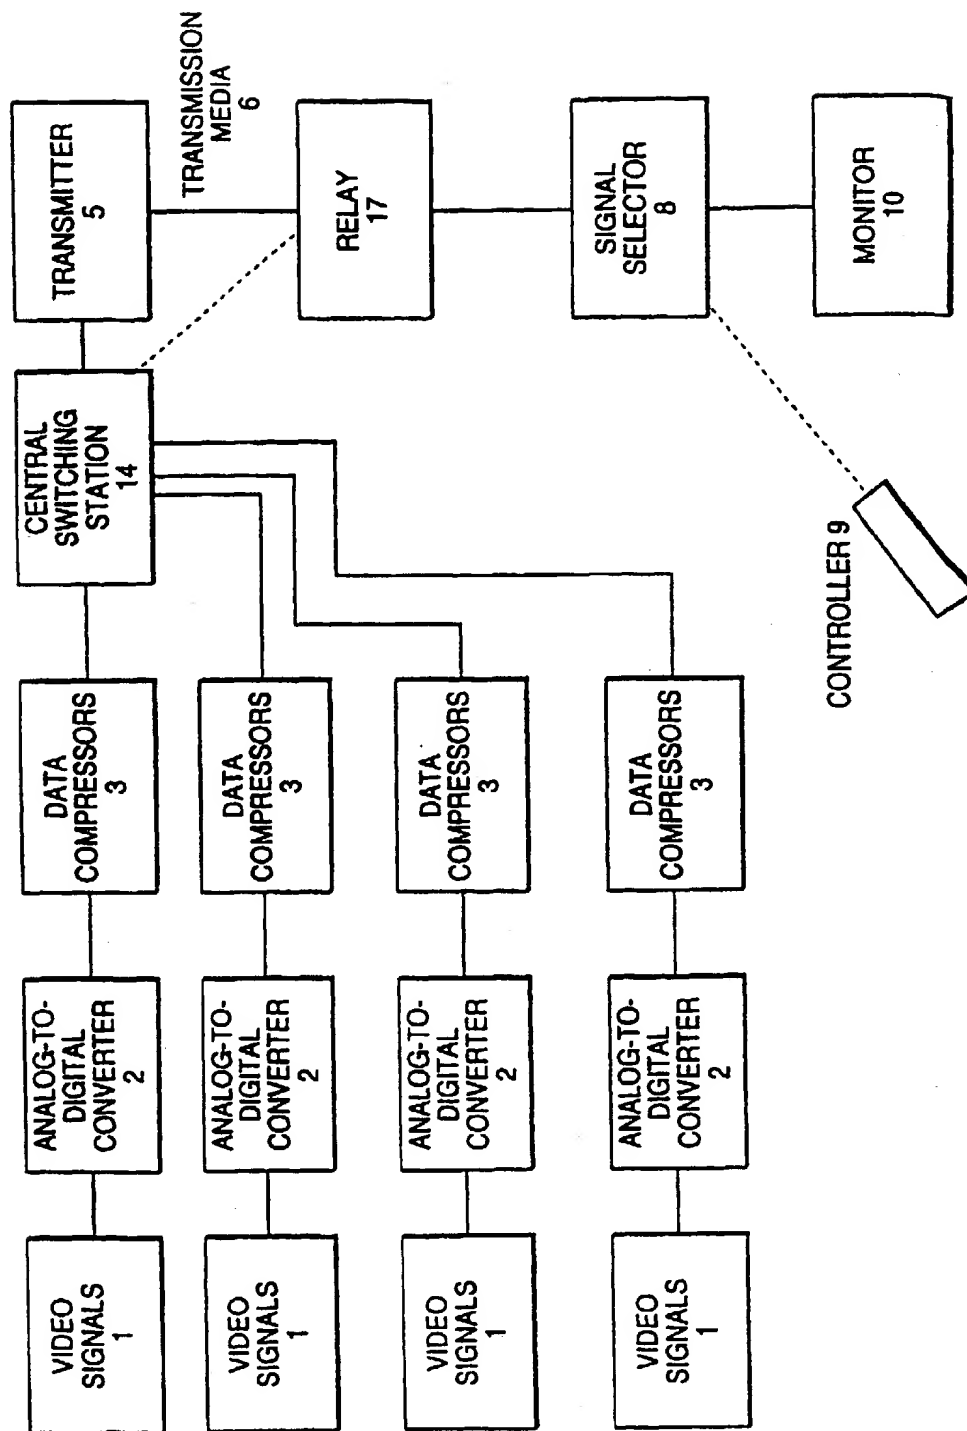 VIDEO
SIGNALS
1
ANALOG-TO-
DIGITAL
CONVERTER
2
DATA
COMPRESSORS
3
CENTRAL
SWITCHING
STATION
14
TRANSMITTER
5
VIDEO
SIGNALS
1
ANALOG-TO-
DIGITAL
CONVERTER
2
DATA
COMPRESSORS
3
TRANSMISSION
MEDIA
6
VIDEO
SIGNALS
1
ANALOG-TO-
DIGITAL
CONVERTER
2
DATA
COMPRESSORS
3
RELAY
17
VIDEO
SIGNALS
1
ANALOG-TO-
DIGITAL
CONVERTER
2
DATA
COMPRESSORS
3
SIGNAL
SELECTOR
8
CONTROLLER 9
MONITOR
10